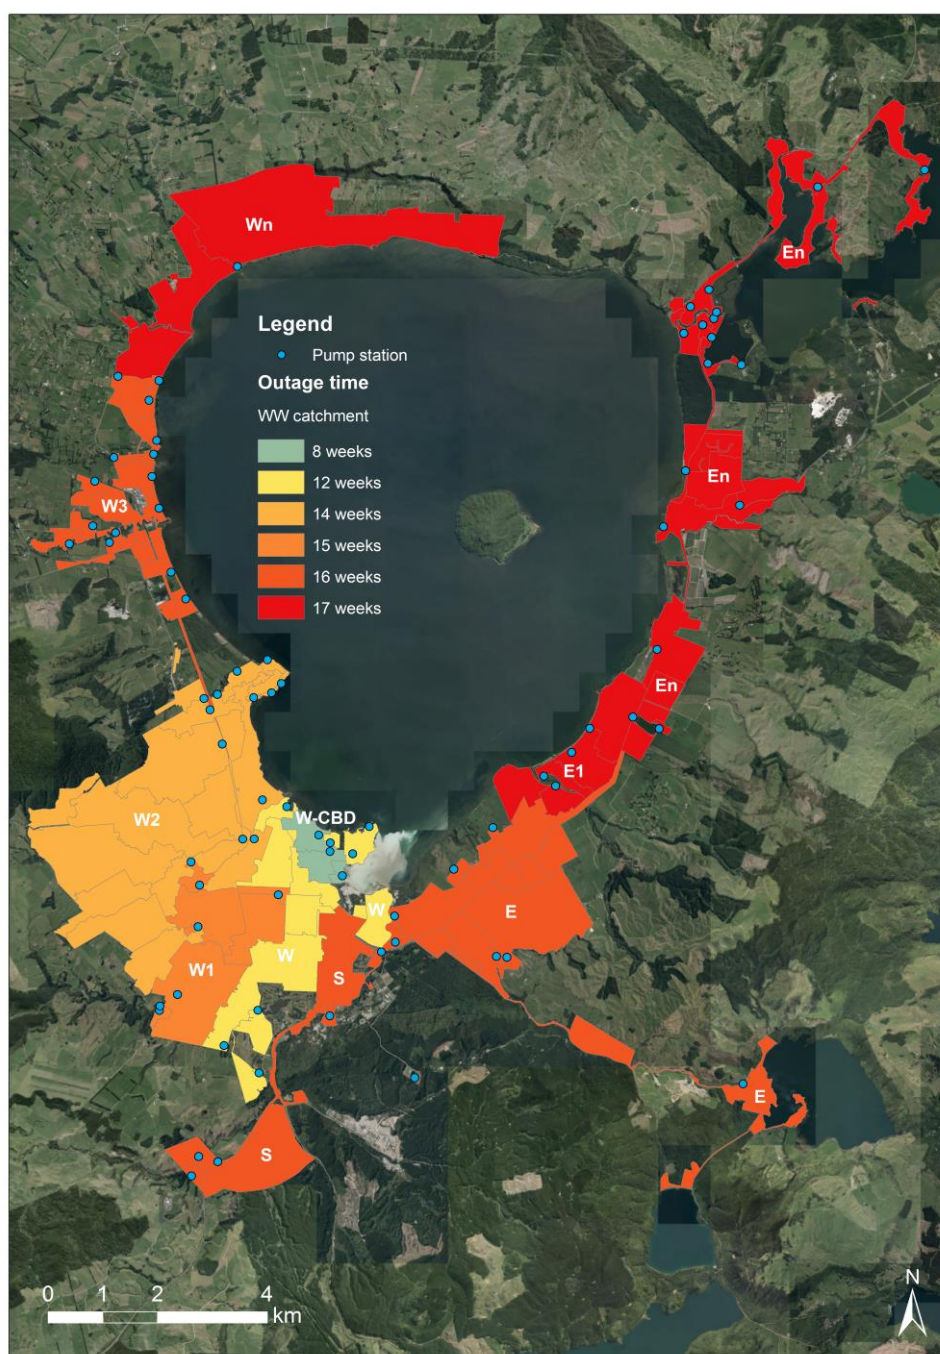 Wn
En
Legend
Pump station
Outage time
WW catchment
8 weeks
12 weeks
14 weeks
15 weeks
16 weeks
17 weeks
En
W3
En
E1
W2
W-CBD
E
W
W
W1
S
E
S
N
0 1 2 4
km